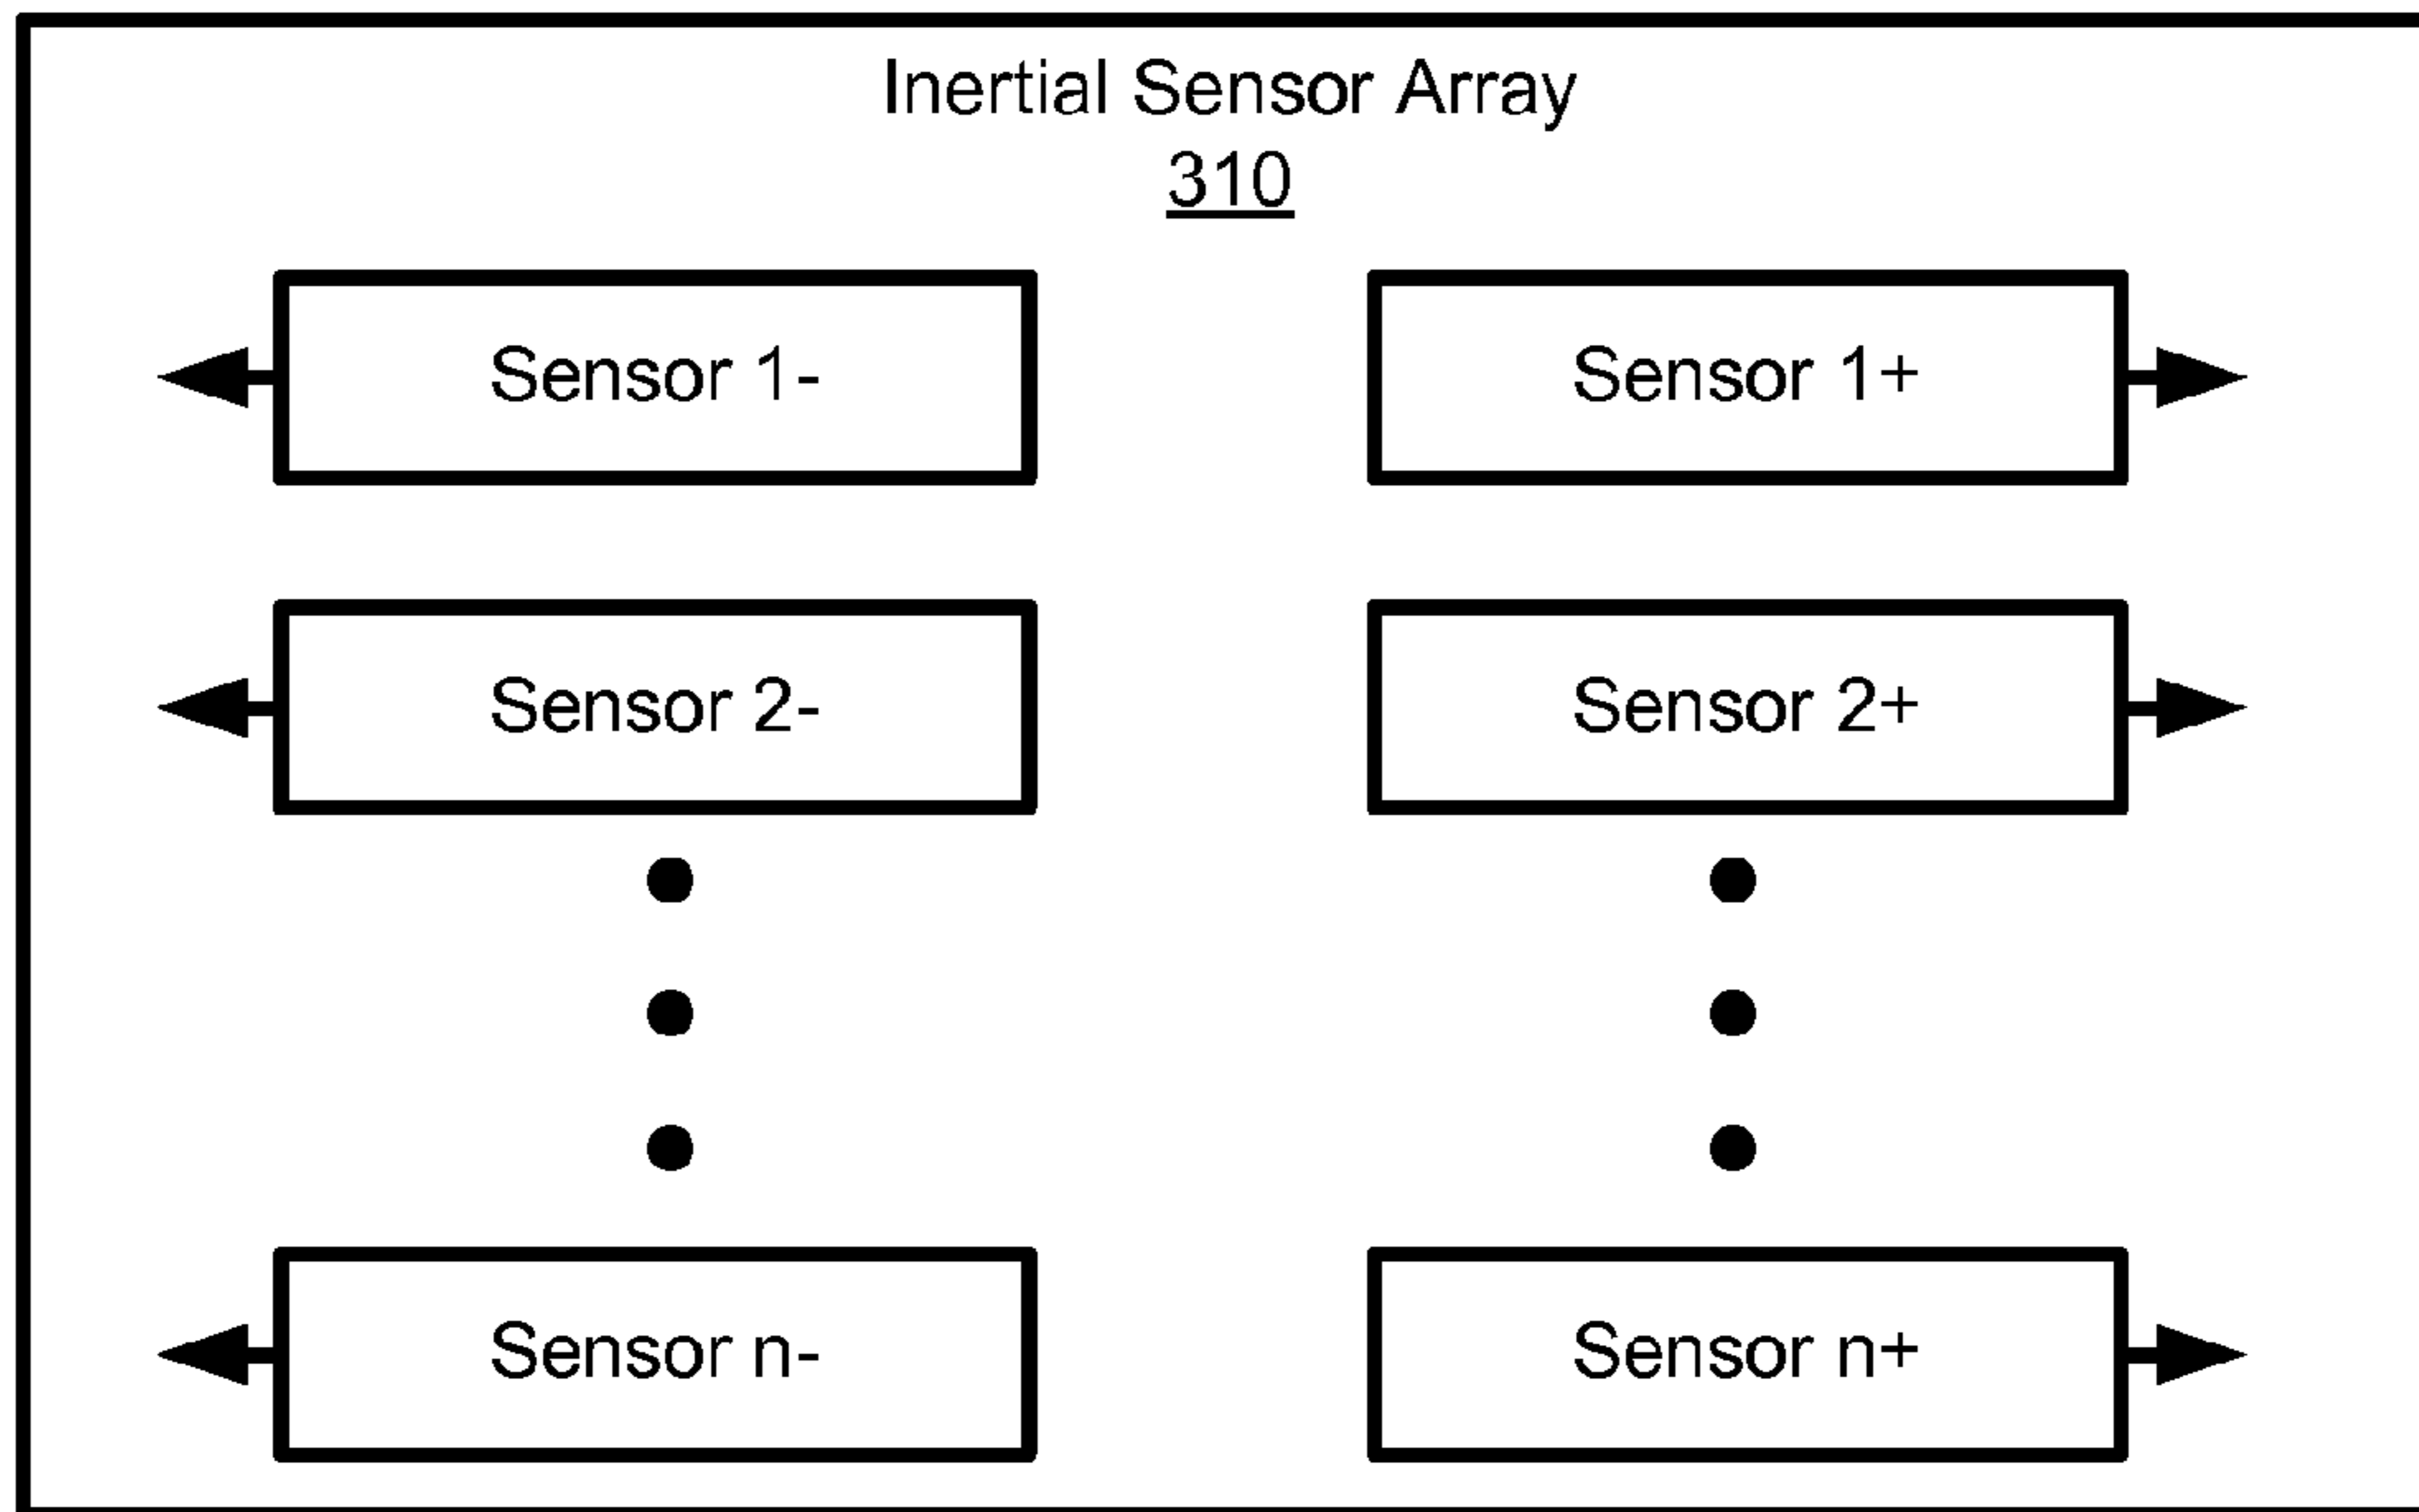 Inertial Sensor Array
310
Sensor 1-
Sensor 1+
Sensor 2-
Sensor 2+
Sensor n-
Sensor n+